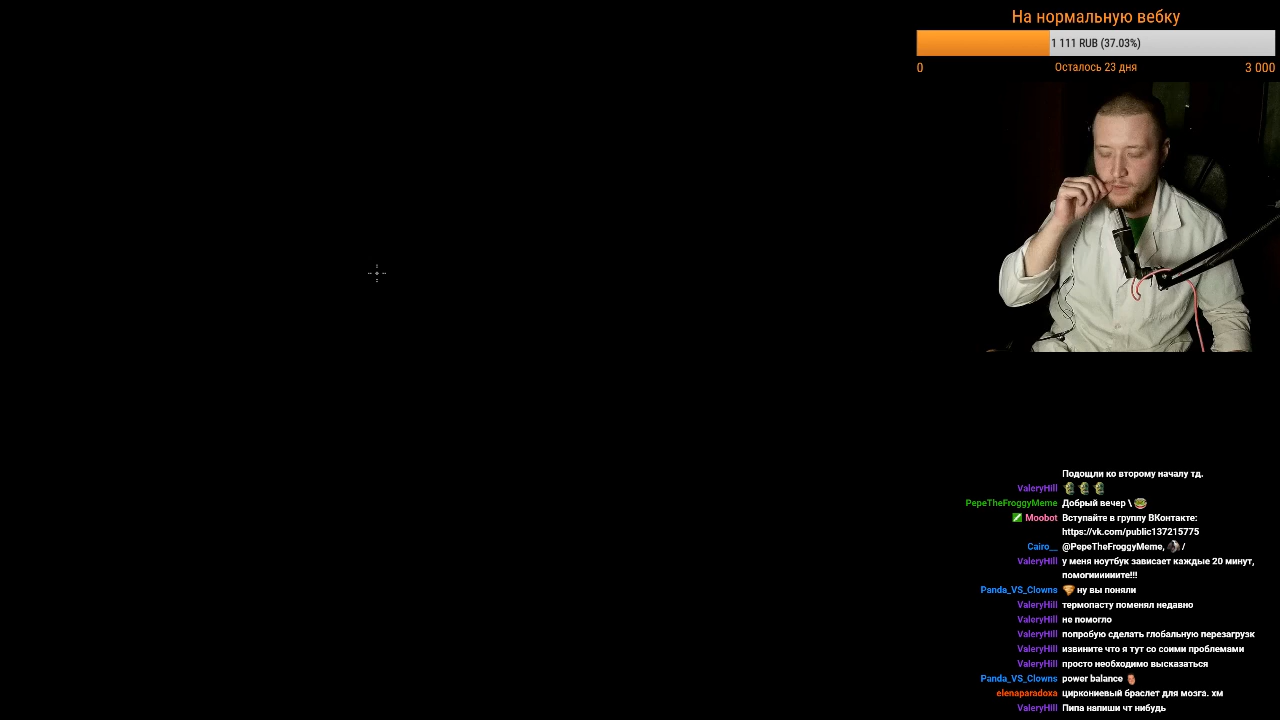 На нормальную вебку
1 111 RUB (37.03%)
0 Осталось 23 дня 3 000
Подошли ко второму началу тд.
ValeryHill
PepeTheFroggyMeme Добрый вечер \
Moobot Вступайте в группу ВКонтакте:
https://vk.com/public137215775
Cairo__ @PepeTheFroggyMeme, /
ValeryHill у меня ноутбук зависает каждые 20 минут,
помогиииииите!!!
Panda_VS_Clowns ну вы поняли
ValeryHill термопасту поменял недавно
ValeryHill не помогло
ValeryHill попробую сделать глобальную перезагрузк
ValeryHill извините что я тут со соими проблемами
ValeryHill просто необходимо высказаться
Panda_VS_Clowns power balance
elenaparadoxa циркониевый браслет для мозга. хм
ValeryHill Пипа напиши чт нибудь